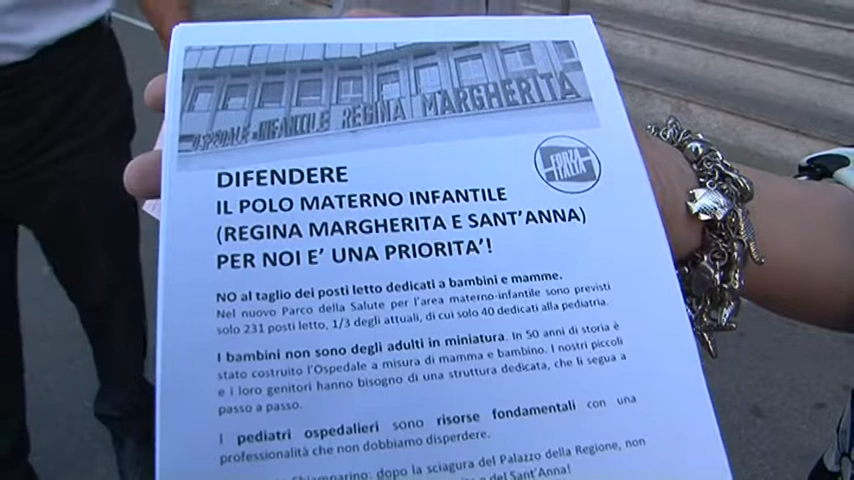 OSPEDALE INFANTILE REGINA MARGHERITA
FORZA
ITALIA
DIFENDERE
IL POLO MATERNO INFANTILE
(REGINA MARGHERITA E SANT'ANNA)
PER NOI E' UNA PRIORITA'!
NO al taglio dei posti letto dedicati a bambini e mamme.
Nel nuovo Parco della Salute per l'area materno-infantile sono previsti
solo 231 posti letto, 1/3 degli attuali, di cui solo 40 dedicati alla pediatria.
I bambini non sono degli adulti in miniatura. In 50 anni di storia è
stato costruito l'Ospedale a misura di mamma e bambino. I nostri piccoli
e i loro genitori hanno bisogno di una struttura dedicata, che li segua a
passo a passo.
I pediatri ospedalieri sono risorse fondamentali con una
professionalità che non dobbiamo disperdere.
Chiamparino: dopo la sciagura del Palazzo della Regione, non
e del Sant'Anna!